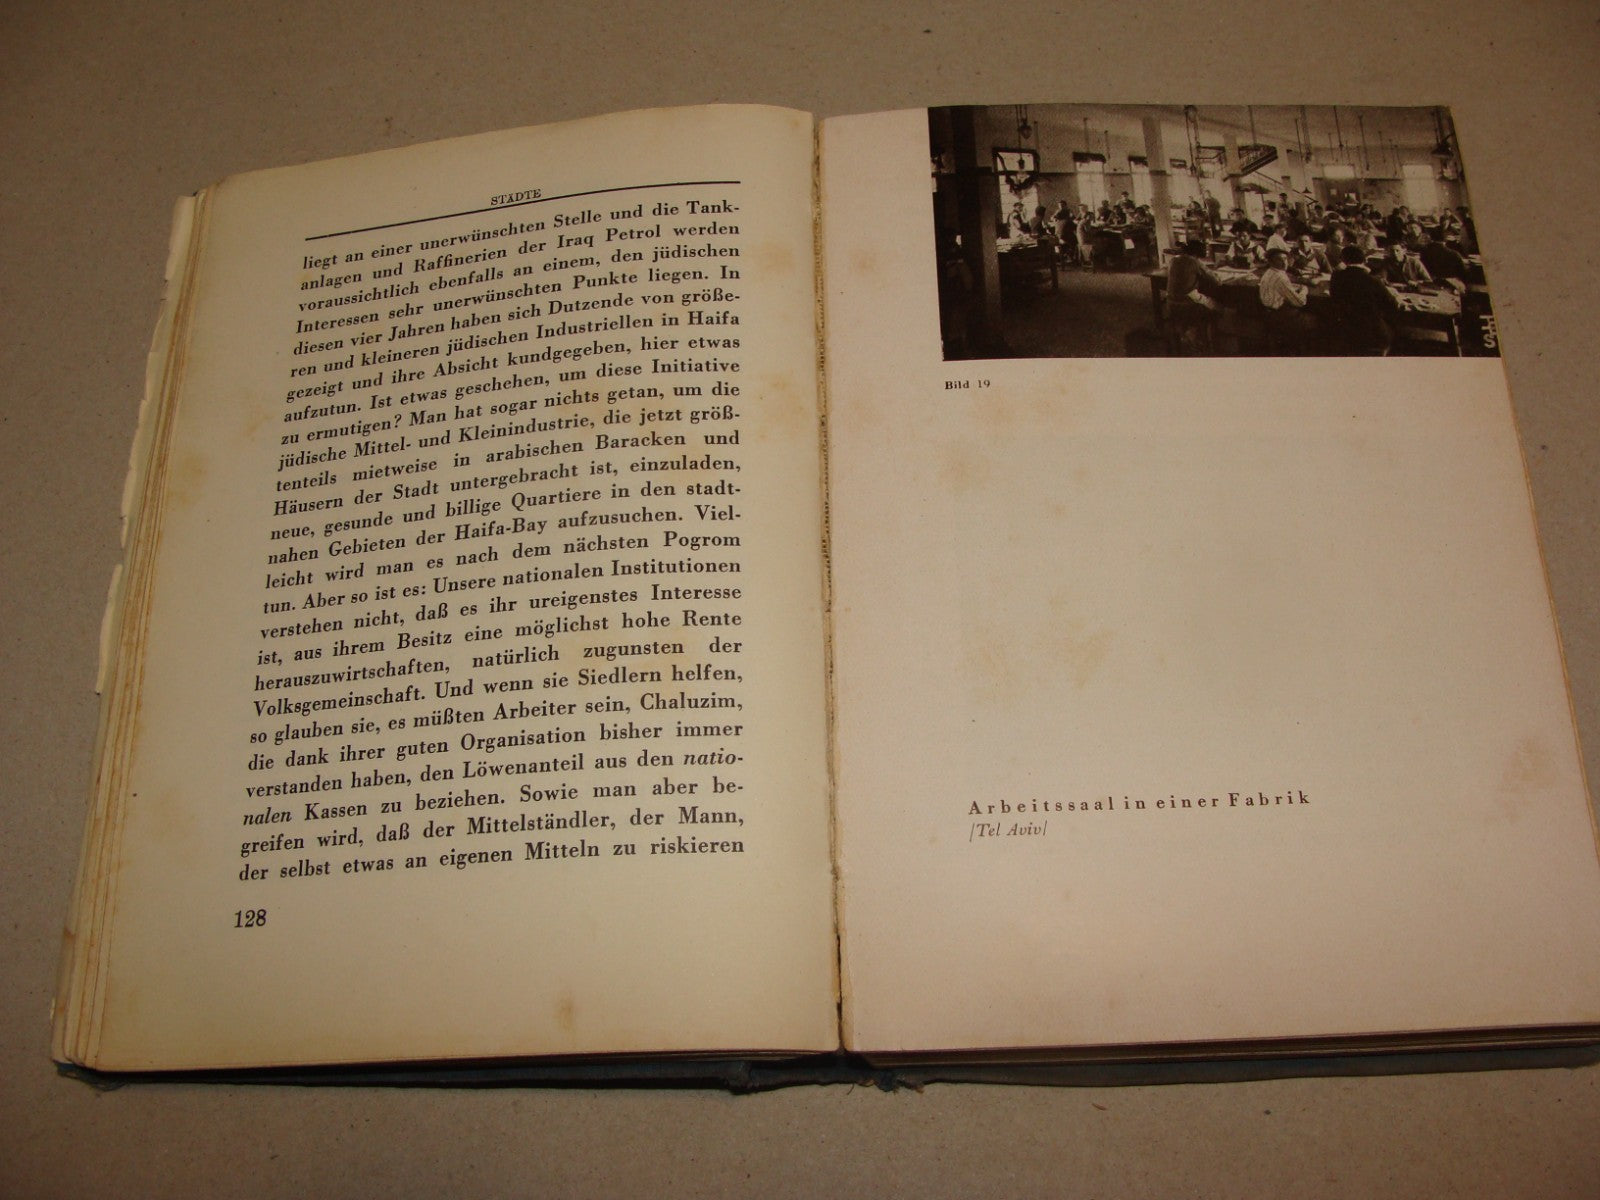 STÄDTE
liegt an einer unerwünschten Stelle und die Tank-
anlagen und Raffinerien der Iraq Petrol werden
voraussichtlich ebenfalls an einem, den jüdischen
Interessen sehr unerwünschten Punkte liegen. In
diesen vier Jahren haben sich Dutzende von größe-
ren und kleineren jüdischen Industriellen in Haifa
gezeigt und ihre Absicht kundgegeben, hier etwas
aufzutun. Ist etwas geschehen, um diese Initiative
zu ermutigen? Man hat sogar nichts getan, um die
jüdische Mittel- und Kleinindustrie, die jetzt größ-
tenteils mietweise in arabischen Baracken und
Häusern der Stadt untergebracht ist, einzuladen,
neue, gesunde und billige Quartiere in den stadt-
nahen Gebieten der Haifa-Bay aufzusuchen. Viel-
leicht wird man es nach dem nächsten Pogrom
tun. Aber so ist es: Unsere nationalen Institutionen
verstehen nicht, daß es ihr ureigenstes Interesse
ist, aus ihrem Besitz eine möglichst hohe Rente
herauszuwirtschaften, natürlich zugunsten der
Volksgemeinschaft. Und wenn sie Siedlern helfen,
so glauben sie, es müßten Arbeiter sein, Chaluzim,
die dank ihrer guten Organisation bisher immer
verstanden haben, den Löwenanteil aus den natio-
nalen Kassen zu beziehen. Sowie man aber be-
greifen wird, daß der Mittelständler, der Mann,
der selbst etwas an eigenen Mitteln zu riskieren
128
Bild 19
Arbeitssaal in einer Fabrik
/Tel Aviv/